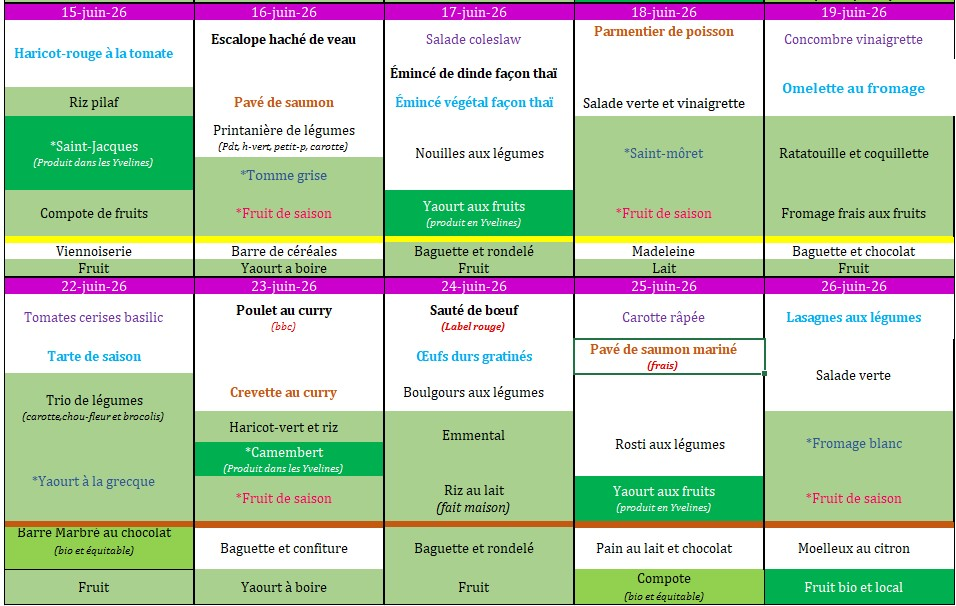 15-juin-26
16-juin-26
17-juin-26
18-juin-26
19-juin-26
Haricot-rouge à la tomate
Riz pilaf
*Saint-Jacques
(Produit dans les Yvelines)
Compote de fruits
Viennoiserie
Fruit
Escalope haché de veau
Pavé de saumon
Printanière de légumes
(Pdt, h-vert, petit-p, carotte)
*Tomme grise
*Fruit de saison
Barre de céréales
Yaourt a boire
Salade coleslaw
Émincé de dinde façon thaï
Émincé végétal façon thaï
Nouilles aux légumes
Yaourt aux fruits
(produit en Yvelines)
Baguette et rondelé
Fruit
Parmentier de poisson
Salade verte et vinaigrette
*Saint-môret
*Fruit de saison
Madeleine
Lait
Concombre vinaigrette
Omelette au fromage
Ratatouille et coquillette
Fromage frais aux fruits
Baguette et chocolat
Fruit
22-juin-26
23-juin-26
24-juin-26
25-juin-26
26-juin-26
Tomates cerises basilic
Tarte de saison
Trio de légumes
(carotte,chou-fleur et brocolis)
*Yaourt à la grecque
Barre Marbré au chocolat
(bio et équitable)
Fruit
Poulet au curry
(bbc)
Crevette au curry
Haricot-vert et riz
*Camembert
(Produit dans les Yvelines)
*Fruit de saison
Baguette et confiture
Yaourt à boire
Sauté de bœuf
(Label rouge)
Œufs durs gratinés
Boulgours aux légumes
Emmental
Riz au lait
(fait maison)
Baguette et rondelé
Fruit
Carotte râpée
Pavé de saumon mariné
(frais)
Rosti aux légumes
Yaourt aux fruits
(produit en Yvelines)
Pain au lait et chocolat
Compote
(bio et équitable)
Lasagnes aux légumes
Salade verte
*Fromage blanc
*Fruit de saison
Moelleux au citron
Fruit bio et local